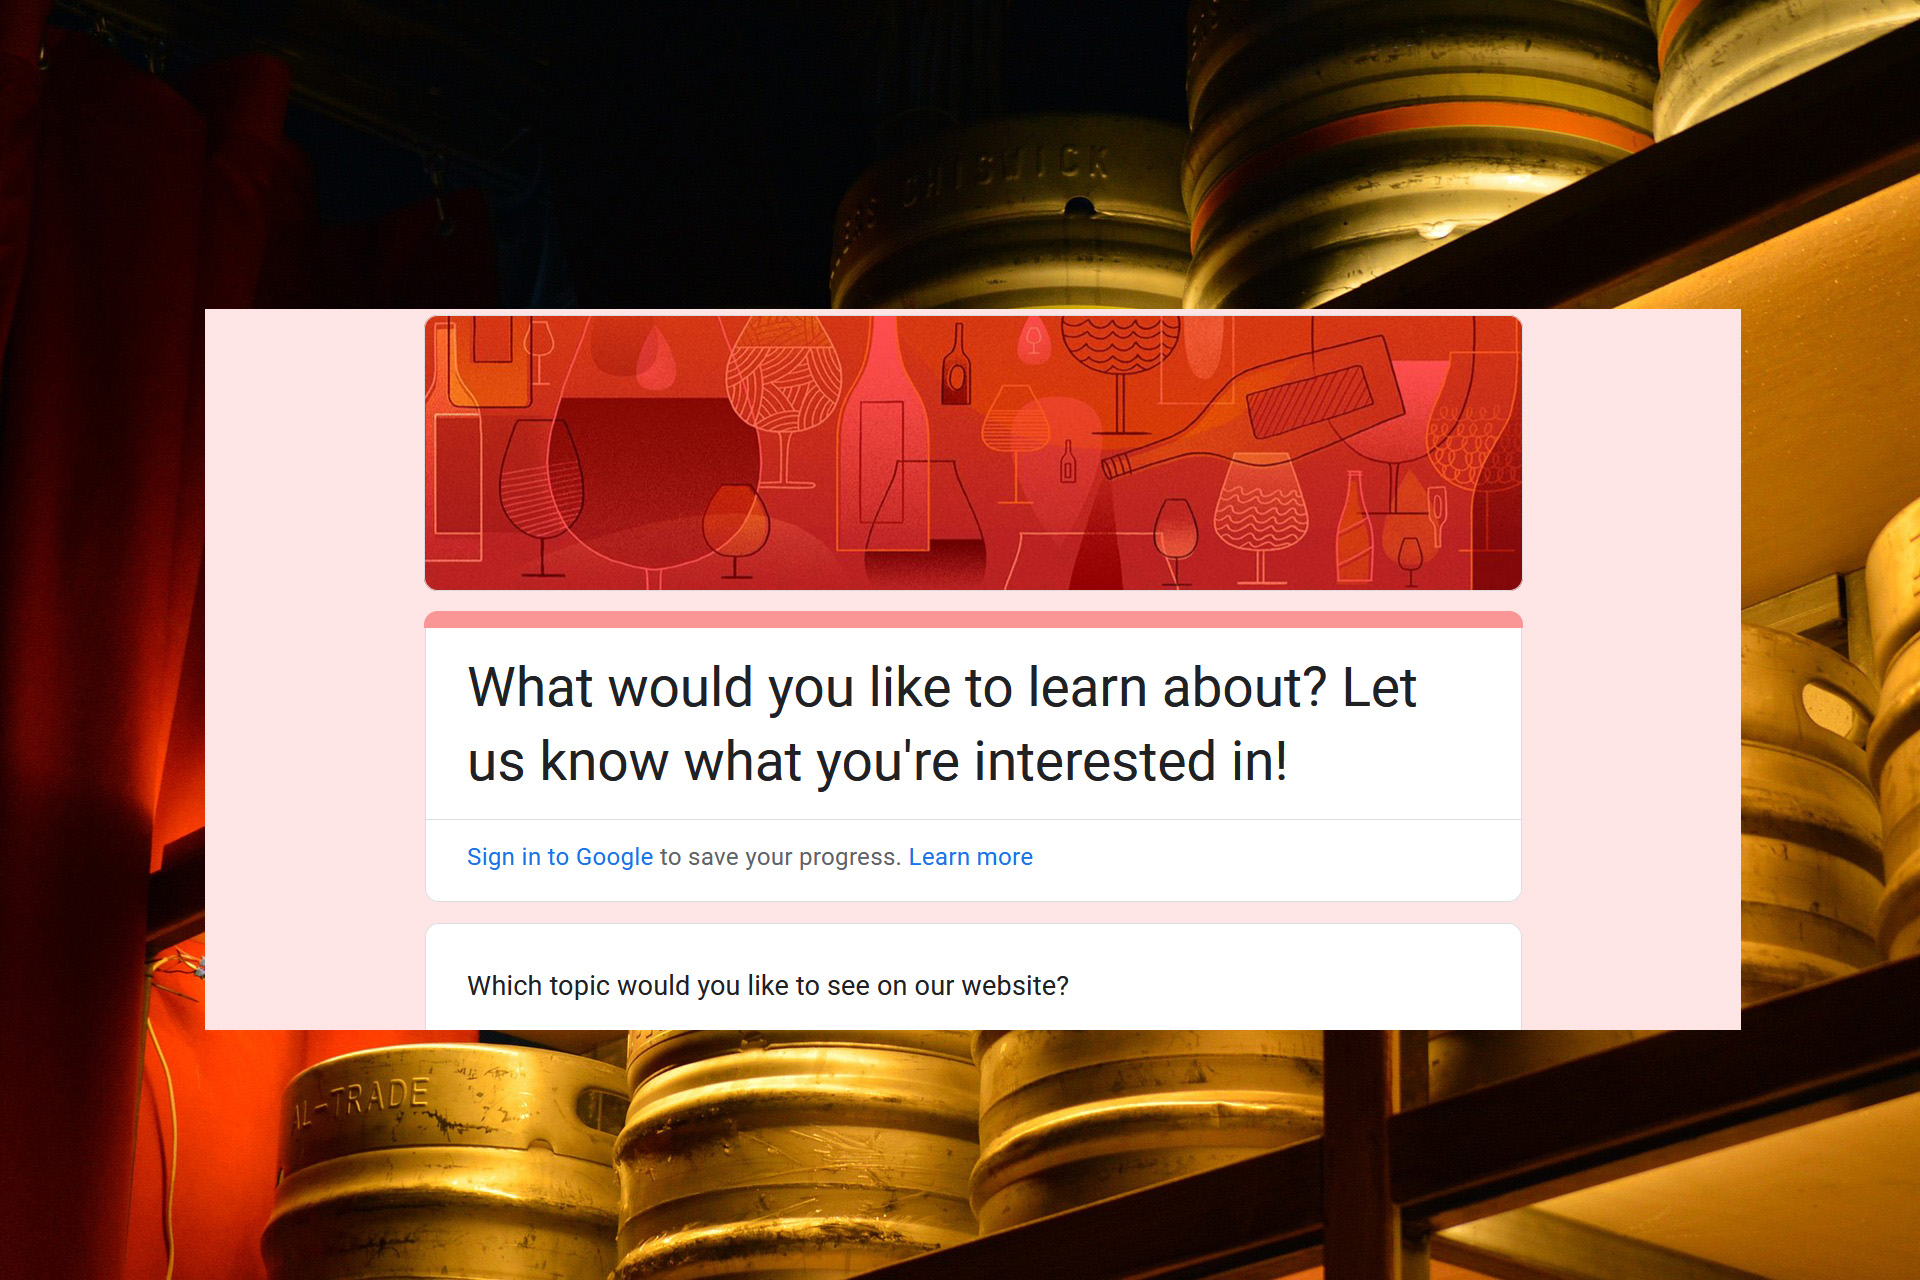 CHISWICK
What would you like to learn about? Let
us know what you're interested in!
Sign in to Google to save your progress. Learn more
Which topic would you like to see on our website?
AL-TRADE